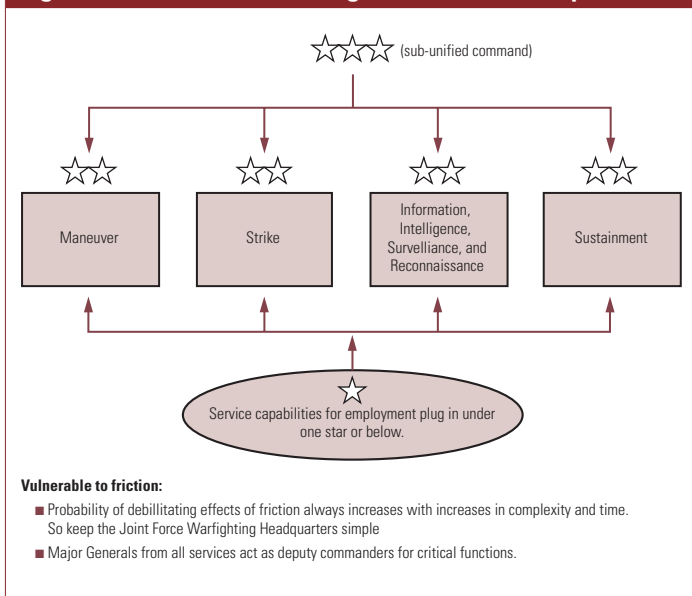 (sub-unified command)
Maneuver
Strike
Information,
Intelligence,
Survelliance, and
Reconnaissance
Sustainment
Service capabilities for employment plug in under
one star or below.
Vulnerable to friction:
■ Probability of debillitating effects of friction always increases with increases in complexity and time.
So keep the Joint Force Warfighting Headquarters simple
■ Major Generals from all services act as deputy commanders for critical functions.